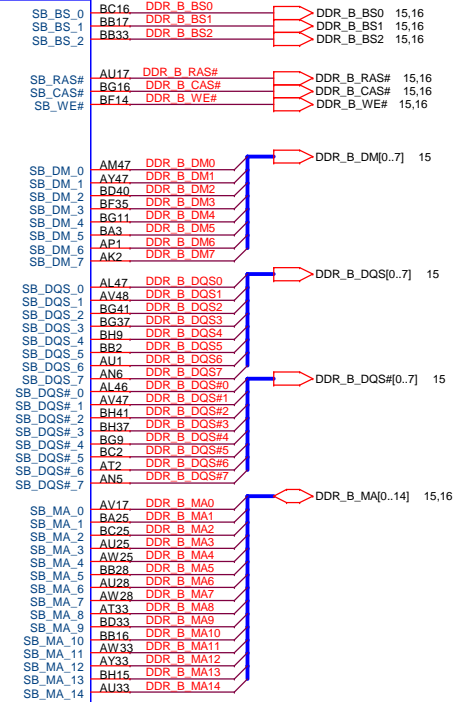 SB_BS_0 BC16 DDR_B_BS0 DDR_B_BS0 15,16
SB_BS_1 BB17 DDR_B_BS1 DDR_B_BS1 15,16
SB_BS_2 BB33 DDR_B_BS2 DDR_B_BS2 15,16
SB_RAS# AU17 DDR_B_RAS# DDR_B_RAS# 15,16
SB_CAS# BG16 DDR_B_CAS# DDR_B_CAS# 15,16
SB_WE# BF14 DDR_B_WE# DDR_B_WE# 15,16
DDR_B_DM[0..7] 15
SB_DM_0 AM47 DDR_B_DM0
SB_DM_1 AY47 DDR_B_DM1
SB_DM_2 BD40 DDR_B_DM2
SB_DM_3 BF35 DDR_B_DM3
SB_DM_4 BG11 DDR_B_DM4
SB_DM_5 BA3 DDR_B_DM5
SB_DM_6 AP1 DDR_B_DM6
SB_DM_7 AK2 DDR_B_DM7
DDR_B_DQS[0..7] 15
SB_DQS_0 AL47 DDR_B_DQS0
SB_DQS_1 AV48 DDR_B_DQS1
SB_DQS_2 BG41 DDR_B_DQS2
SB_DQS_3 BG37 DDR_B_DQS3
SB_DQS_4 BH9 DDR_B_DQS4
SB_DQS_5 BB2 DDR_B_DQS5
SB_DQS_6 AU1 DDR_B_DQS6
SB_DQS_7 AN6 DDR_B_DQS7
DDR_B_DQS#[0..7] 15
SB_DQS#_0 AL46 DDR_B_DQS#0
SB_DQS#_1 AV47 DDR_B_DQS#1
SB_DQS#_2 BH41 DDR_B_DQS#2
SB_DQS#_3 BH37 DDR_B_DQS#3
SB_DQS#_4 BG9 DDR_B_DQS#4
SB_DQS#_5 BC2 DDR_B_DQS#5
SB_DQS#_6 AT2 DDR_B_DQS#6
SB_DQS#_7 AN5 DDR_B_DQS#7
DDR_B_MA[0..14] 15,16
SB_MA_0 AV17 DDR_B_MA0
SB_MA_1 BA25 DDR_B_MA1
SB_MA_2 BC25 DDR_B_MA2
SB_MA_3 AU25 DDR_B_MA3
SB_MA_4 AW25 DDR_B_MA4
SB_MA_5 BB28 DDR_B_MA5
SB_MA_6 AU28 DDR_B_MA6
SB_MA_7 AW28 DDR_B_MA7
SB_MA_8 AT33 DDR_B_MA8
SB_MA_9 BD33 DDR_B_MA9
SB_MA_10 BB16 DDR_B_MA10
SB_MA_11 AW33 DDR_B_MA11
SB_MA_12 AY33 DDR_B_MA12
SB_MA_13 BH15 DDR_B_MA13
SB_MA_14 AU33 DDR_B_MA14